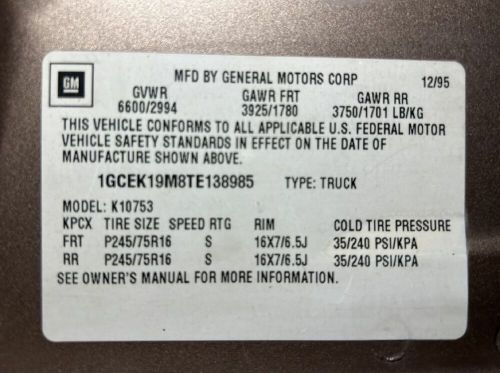 GM
MFD BY GENERAL MOTORS CORP 12/95
GVWR GAWR FRT GAWR RR
6600/2994 3925/1780 3750/1701 LB/KG
THIS VEHICLE CONFORMS TO ALL APPLICABLE U.S. FEDERAL MOTOR
VEHICLE SAFETY STANDARDS IN EFFECT ON THE DATE OF
MANUFACTURE SHOWN ABOVE.
1GCEK19M8TE138985 TYPE: TRUCK
MODEL: K10753
KPCX TIRE SIZE SPEED RTG RIM COLD TIRE PRESSURE
FRT P245/75R16 S 16X7/6.5J 35/240 PSI/KPA
RR P245/75R16 S 16X7/6.5J 35/240 PSI/KPA
SEE OWNER'S MANUAL FOR MORE INFORMATION.